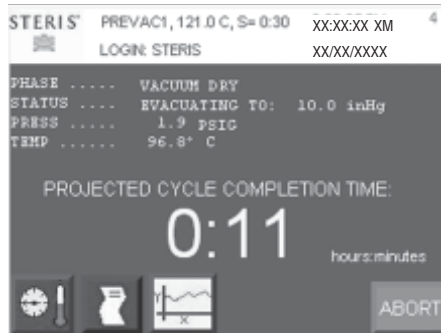 STERIS® PREVAC1, 121.0 C, S= 0:30 XX:XX:XX XM 4
LOGIN: STERIS XX/XX/XXXX
PHASE ..... VACUUM DRY
STATUS .... EVACUATING TO: 10.0 inHg
PRESS ..... 1.9 PSIG
TEMP ...... 96.8° C
PROJECTED CYCLE COMPLETION TIME:
0:11
hours:minutes
ABORT